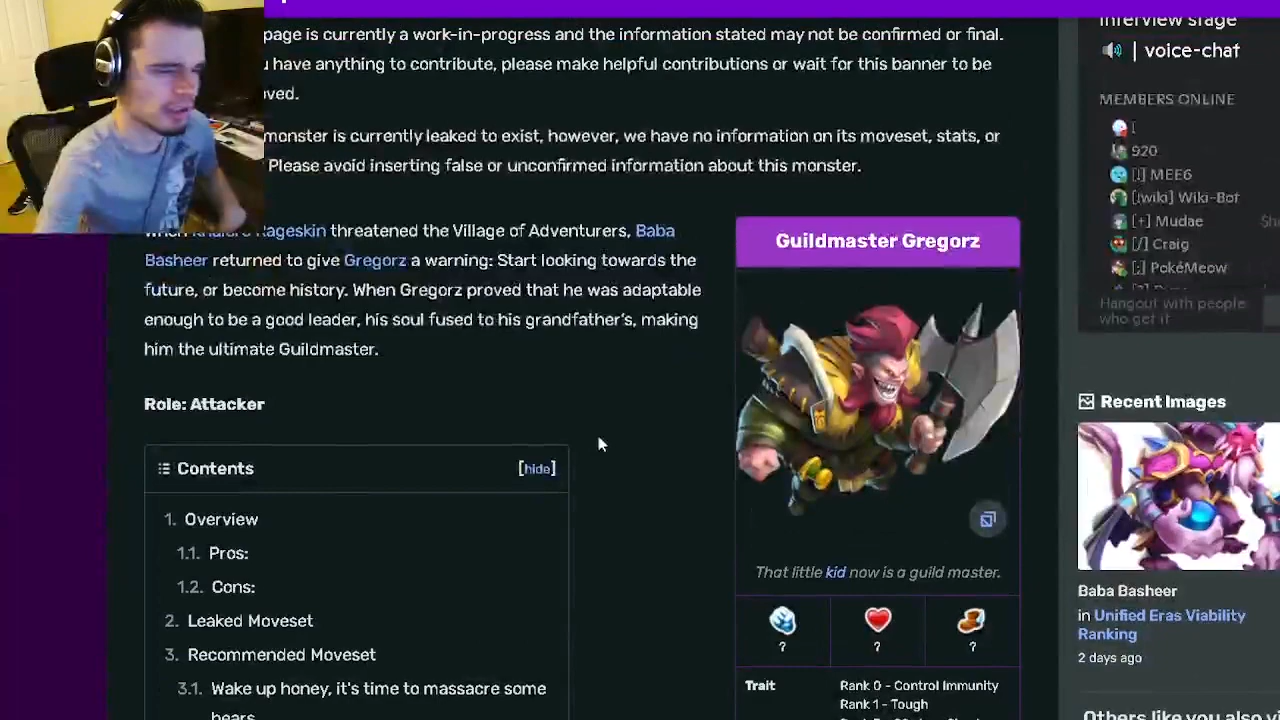 page is currently a work-in-progress and the information stated may not be confirmed or final.
have anything to contribute, please make helpful contributions or wait for this banner to be
monster is currently leaked to exist, however, we have no information on its moveset, stats, or
Please avoid inserting false or unconfirmed information about this monster.
threatened the Village of Adventurers, Baba
Basheer returned to give Gregorz a warning: Start looking towards the
future, or become history. When Gregorz proved that he was adaptable
enough to be a good leader, his soul fused to his grandfather's, making
him the ultimate Guildmaster.
Role: Attacker
Contents [hide]
1. Overview
1.1. Pros:
1.2. Cons:
2. Leaked Moveset
3. Recommended Moveset
3.1. Wake up honey, it's time to massacre some
bears
Guildmaster Gregorz
That little kid now is a guild master.
? ? ?
Trait
Rank 0 - Control Immunity
Rank 1 - Tough
interview stage
| voice-chat
MEMBERS ONLINE
[
920
[!] MEE6
[!wiki] Wiki-Bot
[+] Mudae
[/] Craig
[;] PokéMeow
Hangout with people
who get it
Recent Images
Baba Basheer
in Unified Eras Viability
Ranking
2 days ago
Others like you also